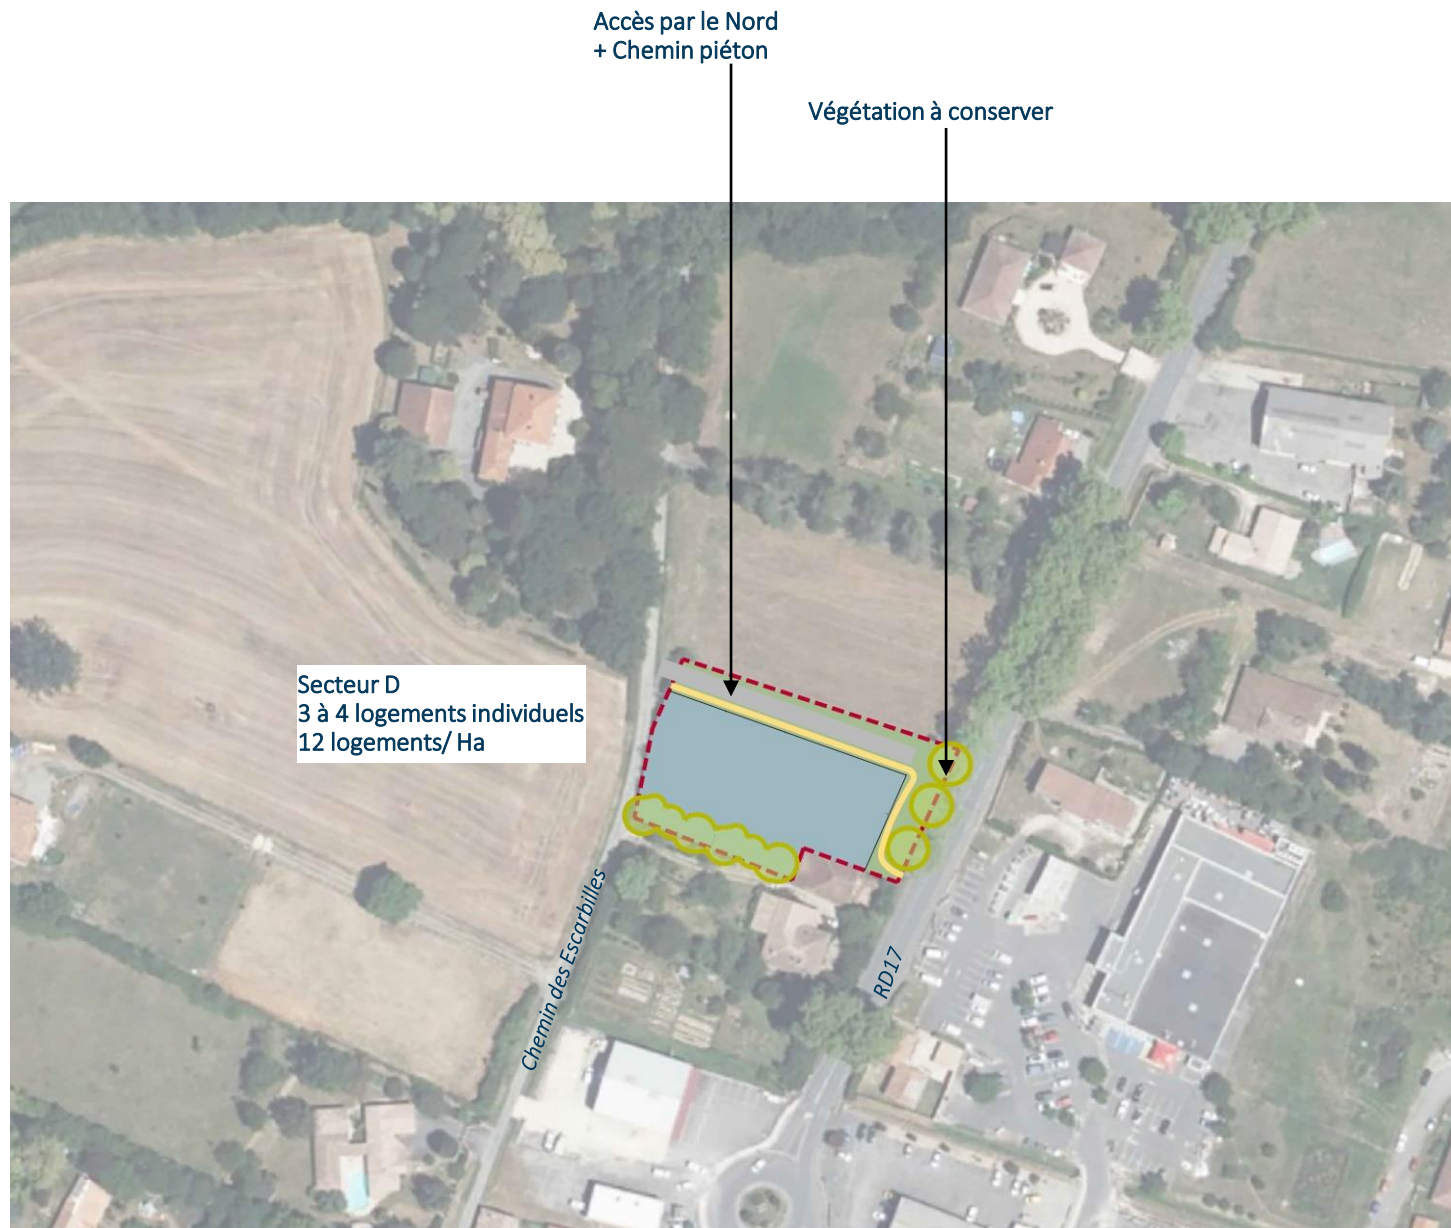 Accès par le Nord
+ Chemin piéton
Végétation à conserver
Secteur D
3 à 4 logements individuels
12 logements/ Ha
Chemin des Escarbilles
RD17